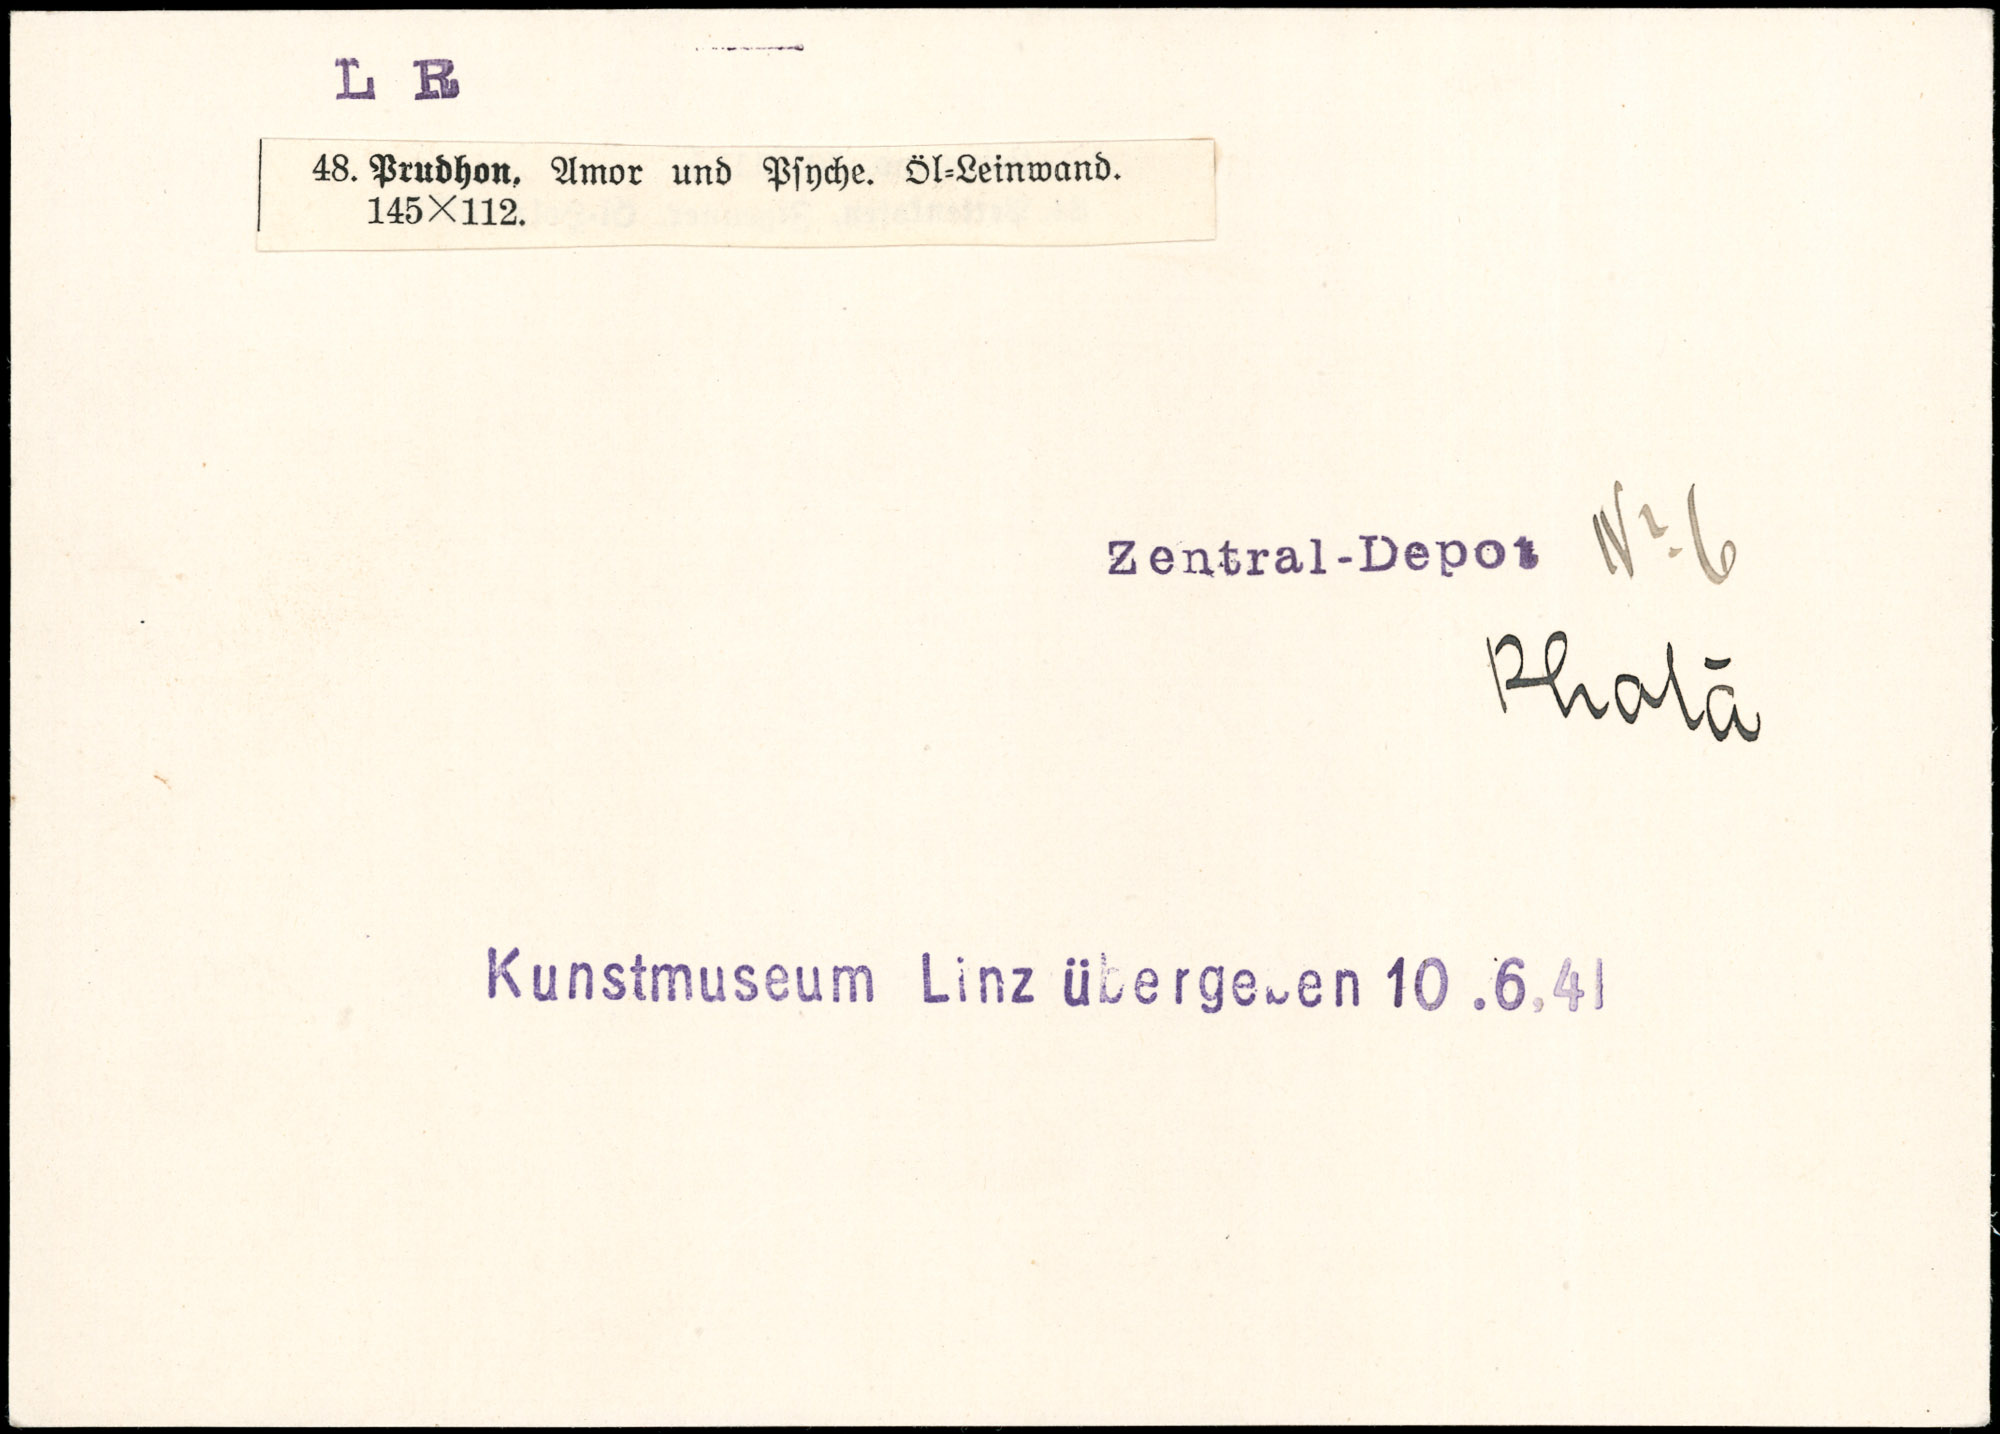 L R
48. Prudhon. Amor und Psyche. Öl-Leinwand.
145×112.
Zentral-Depot Nr. 6
Kunstmuseum Linz übergeben 10.6.41